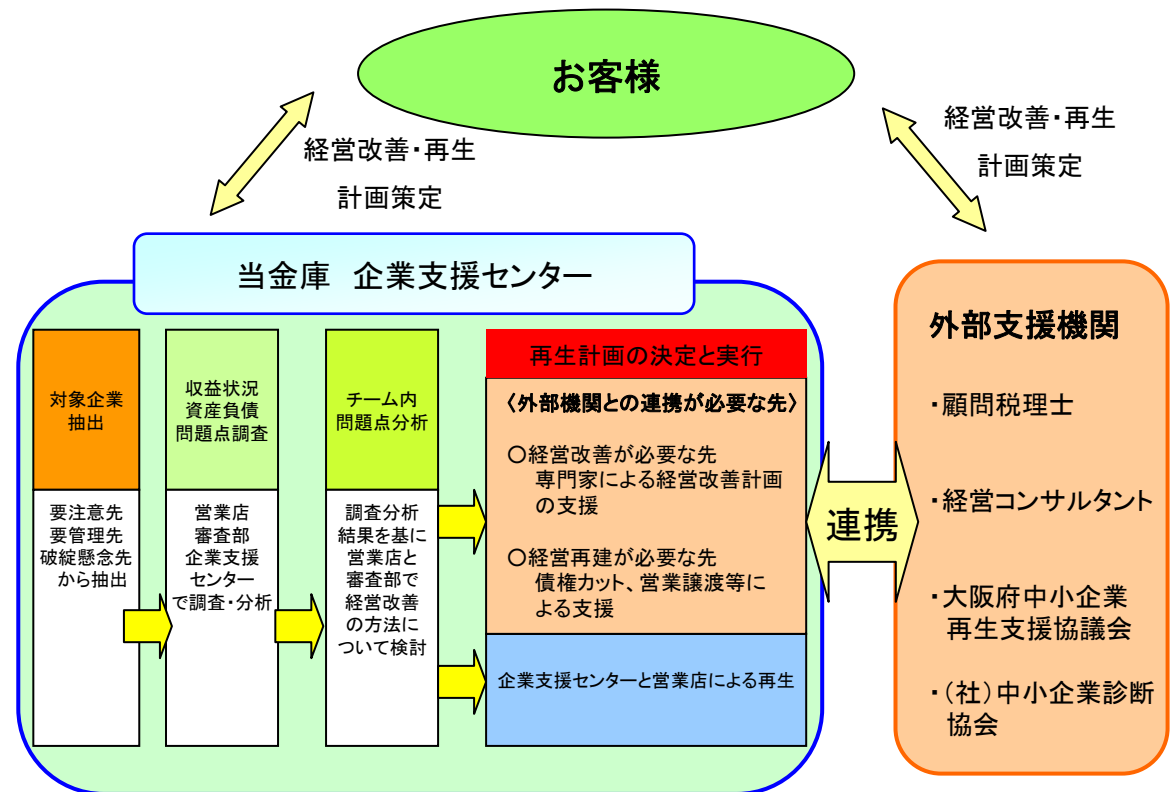 お客様
経営改善・再生
計画策定
経営改善・再生
計画策定
当金庫　企業支援センター
対象企業
抽出
要注意先
要管理先
破綻懸念先
から抽出
収益状況
資産負債
問題点調査
営業店
審査部
企業支援
センター
で調査・分析
チーム内
問題点分析
調査分析
結果を基に
営業店と
審査部で
経営改善
の方法に
ついて検討
再生計画の決定と実行
〈外部機関との連携が必要な先〉
○経営改善が必要な先
専門家による経営改善計画
の支援
○経営再建が必要な先
債権カット、営業譲渡等に
よる支援
企業支援センターと営業店による再生
連携
外部支援機関
・顧問税理士
・経営コンサルタント
・大阪府中小企業
再生支援協議会
・（社）中小企業診断
協会